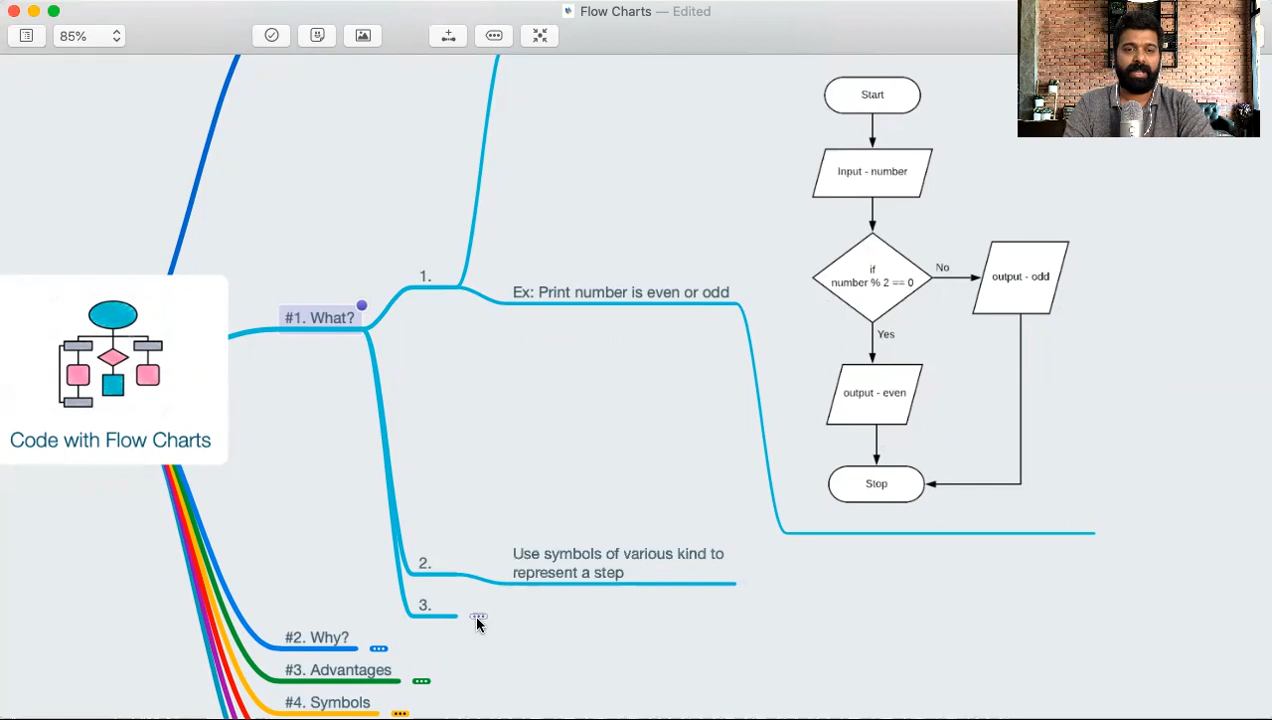 Flow Charts — Edited
85%
Start
Input - number
if
number % 2 == 0
No
output - odd
Yes
output - even
Stop
1.
Ex: Print number is even or odd
#1. What?
Code with Flow Charts
2.
Use symbols of various kind to
represent a step
3.
#2. Why?
#3. Advantages
#4. Symbols